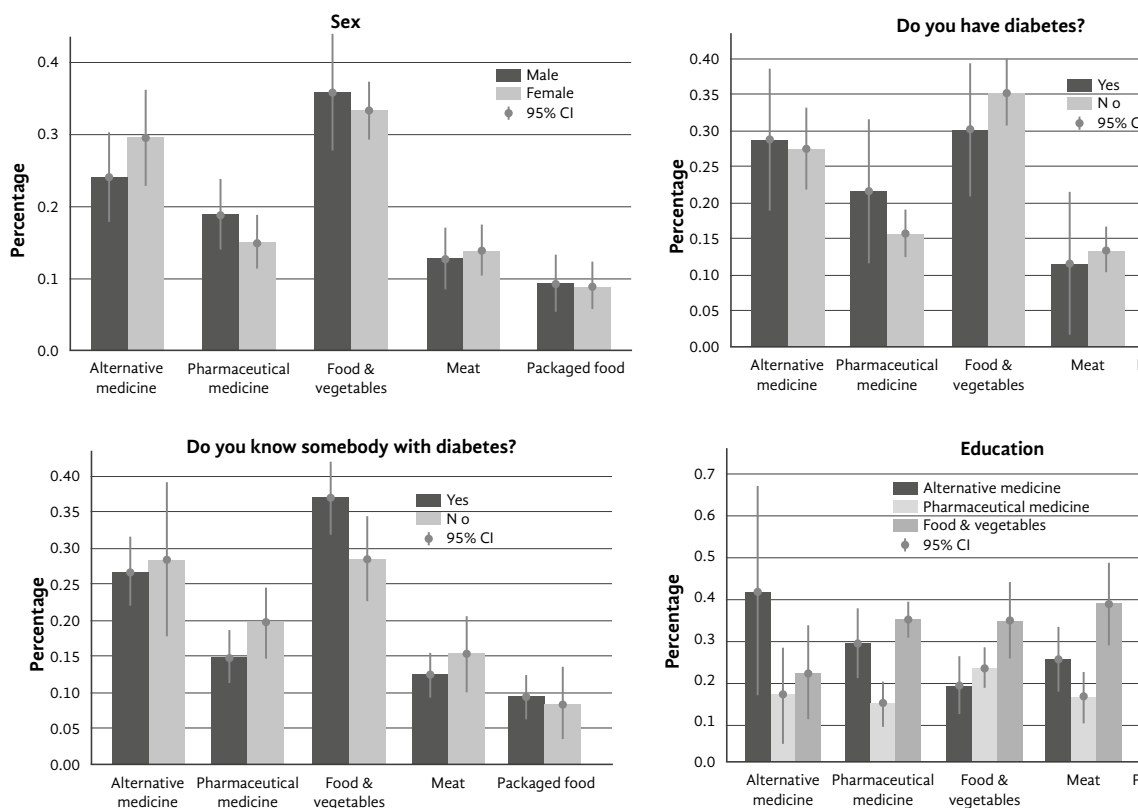 Sex
Percentage
0.4
0.3
0.2
0.1
0.0
Male
Female
95% CI
Alternative medicine
Pharmaceutical medicine
Food & vegetables
Meat
Packaged food
Do you have diabetes?
Percentage
0.40
0.35
0.30
0.25
0.20
0.15
0.10
0.05
0.00
Yes
N o
95% C
Alternative medicine
Pharmaceutical medicine
Food & vegetables
Meat
Do you know somebody with diabetes?
Percentage
0.40
0.35
0.30
0.25
0.20
0.15
0.10
0.05
0.00
Yes
N o
95% CI
Alternative medicine
Pharmaceutical medicine
Food & vegetables
Meat
Packaged food
Education
Percentage
0.7
0.6
0.5
0.4
0.3
0.2
0.1
0.0
Alternative medicine
Pharmaceutical medicine
Food & vegetables
95% CI
Alternative medicine
Pharmaceutical medicine
Food & vegetables
Meat